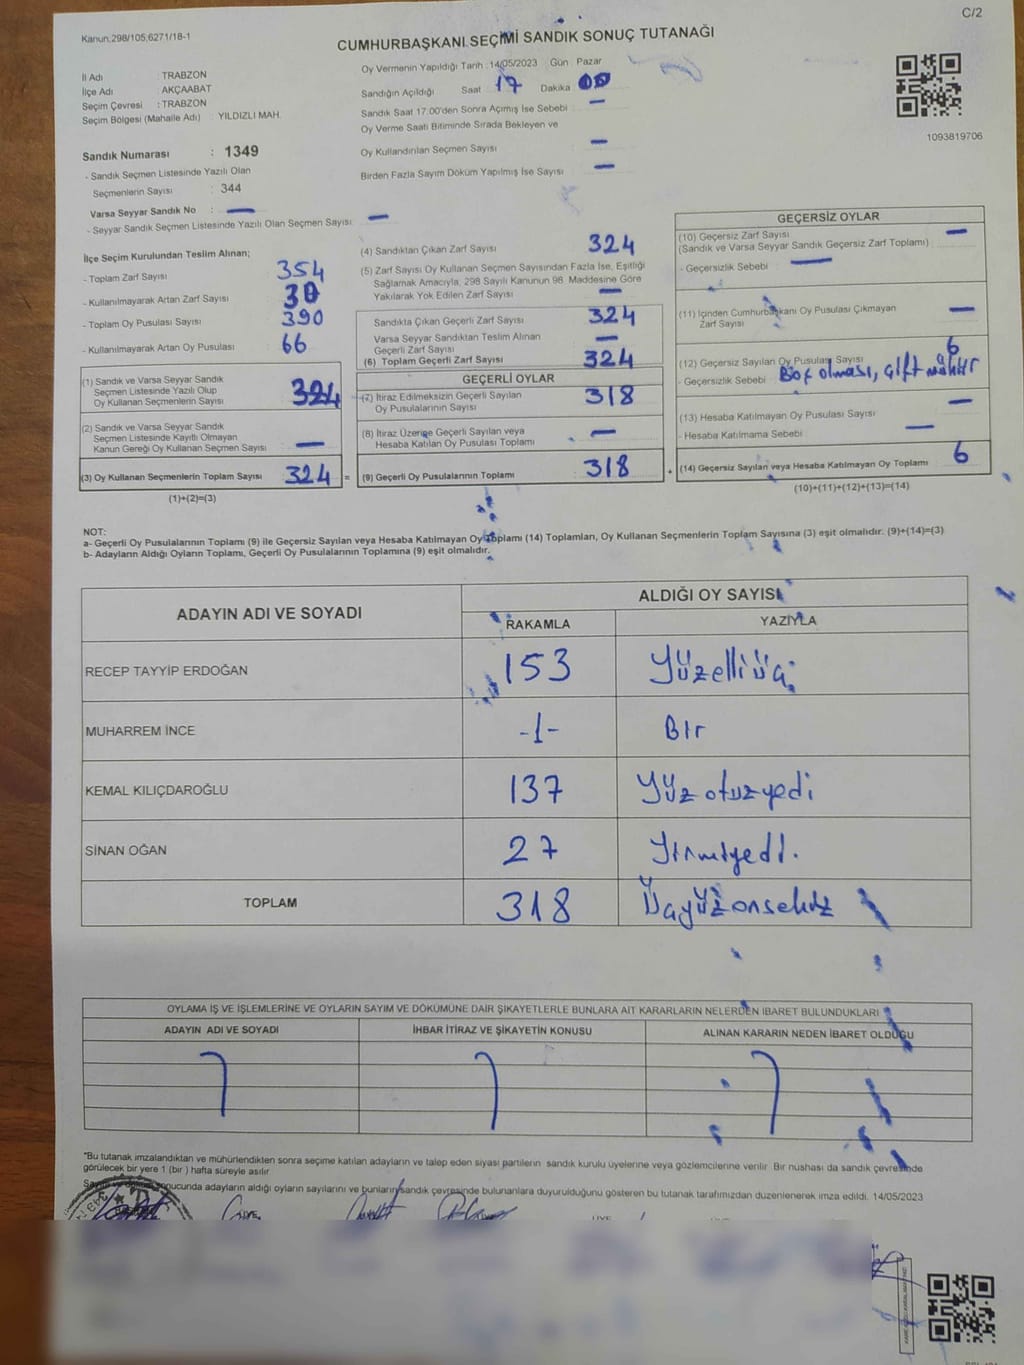 Kanun:298/105,6271/18-1
C/2
CUMHURBAŞKANI SEÇİMİ SANDIK SONUÇ TUTANAĞI
İl Adı : TRABZON
İlçe Adı : AKÇAABAT
Seçim Çevresi : TRABZON
Seçim Bölgesi (Mahalle Adı) : YILDIZLI MAH.
Oy Vermenin Yapıldığı Tarih : 14/05/2023 Gün Pazar
Sandığın Açıldığı Saat 17 Dakika 00
Sandık Saat 17.00'den Sonra Açmış İse Sebebi —
Oy Verme Saati Bitiminde Sırada Bekleyen ve
Oy Kullandırılan Seçmen Sayısı —
Birden Fazla Sayım Döküm Yapılmış İse Sayısı —
1093819706
Sandık Numarası : 1349
- Sandık Seçmen Listesinde Yazılı Olan
Seçmenlerin Sayısı : 344
Varsa Seyyar Sandık No : —
- Seyyar Sandık Seçmen Listesinde Yazılı Olan Seçmen Sayısı: —
İlçe Seçim Kurulundan Teslim Alınan;
- Toplam Zarf Sayısı 354
- Kullanılmayarak Artan Zarf Sayısı 30
- Toplam Oy Pusulası Sayısı 390
- Kullanılmayarak Artan Oy Pusulası 66
(1) Sandık ve Varsa Seyyar Sandık
Seçmen Listesinde Yazılı Olup
Oy Kullanan Seçmenlerin Sayısı 324
(2) Sandık ve Varsa Seyyar Sandık
Seçmen Listesinde Kayıtlı Olmayan
Kanun Gereği Oy Kullanan Seçmen Sayısı —
(3) Oy Kullanan Seçmenlerin Toplam Sayısı 324 =
(1)+(2)=(3)
(4) Sandıktan Çıkan Zarf Sayısı 324
(5) Zarf Sayısı Oy Kullanan Seçmen Sayısından Fazla İse, Eşitliği
Sağlamak Amacıyla, 298 Sayılı Kanunun 98. Maddesine Göre
Yakılarak Yok Edilen Zarf Sayısı —
Sandıkta Çıkan Geçerli Zarf Sayısı 324
Varsa Seyyar Sandıktan Teslim Alınan
Geçerli Zarf Sayısı —
(6) Toplam Geçerli Zarf Sayısı 324
GEÇERLİ OYLAR
(7) İtiraz Edilmeksizin Geçerli Sayılan
Oy Pusulalarının Sayısı 318
(8) İtiraz Üzerine Geçerli Sayılan veya
Hesaba Katılan Oy Pusulası Toplamı —
(9) Geçerli Oy Pusulalarının Toplamı 318 +
GEÇERSİZ OYLAR
(10) Geçersiz Zarf Sayısı —
(Sandık ve Varsa Seyyar Sandık Geçersiz Zarf Toplamı)
- Geçersizlik Sebebi —
(11) İçinden Cumhurbaşkanı Oy Pusulası Çıkmayan
Zarf Sayısı —
(12) Geçersiz Sayılan Oy Pusulası Sayısı 6
- Geçersizlik Sebebi : Boş olması, çift mühür
(13) Hesaba Katılmayan Oy Pusulası Sayısı —
- Hesaba Katılmama Sebebi : —
(14) Geçersiz Sayılan veya Hesaba Katılmayan Oy Toplamı 6
(10)+(11)+(12)+(13)=(14)
NOT:
a- Geçerli Oy Pusulalarının Toplamı (9) ile Geçersiz Sayılan veya Hesaba Katılmayan Oy Toplamı (14) Toplamları, Oy Kullanan Seçmenlerin Toplam Sayısına (3) eşit olmalıdır. (9)+(14)=(3)
b- Adayların Aldığı Oyların Toplamı, Geçerli Oy Pusulalarının Toplamına (9) eşit olmalıdır.
ADAYIN ADI VE SOYADI
ALDIĞI OY SAYISI
RAKAMLA YAZIYLA
RECEP TAYYİP ERDOĞAN 153 Yüzelliüç
MUHARREM İNCE -1- Bir
KEMAL KILIÇDAROĞLU 137 Yüz otuz yedi
SİNAN OĞAN 27 Yirmiyedi.
TOPLAM 318 Üçyüzonsekiz
OYLAMA İŞ VE İŞLEMLERİNE VE OYLARIN SAYIM VE DÖKÜMÜNE DAİR ŞİKAYETLERLE BUNLARA AİT KARARLARIN NELERDEN İBARET BULUNDUKLARI
ADAYIN ADI VE SOYADI İHBAR İTİRAZ VE ŞİKAYETİN KONUSU ALINAN KARARIN NEDEN İBARET OLDUĞU
*Bu tutanak imzalandıktan ve mühürlendikten sonra seçime katılan adayların ve talep eden siyasi partilerin sandık kurulu üyelerine veya gözlemcilerine verilir. Bir nüshası da sandık çevresinde
görülecek bir yere 1 (bir) hafta süreyle asılır
Sayım ve döküm sonucunda adayların aldığı oyların sayılarını ve bunların sandık çevresinde bulunanlara duyurulduğunu gösteren bu tutanak tarafımızdan düzenlenerek imza edildi. 14/05/2023
ÜYE ÜYE ÜYE